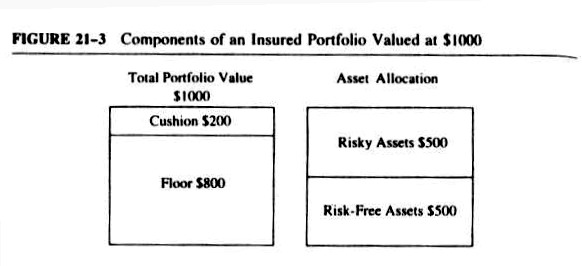 FIGURE 21-3 Components of an Insured Portfolio Valued at $1000
Total Portfolio Value
$1000
Cushion $200
Floor $800
Asset Allocation
Risky Assets $500
Risk-Free Assets $500